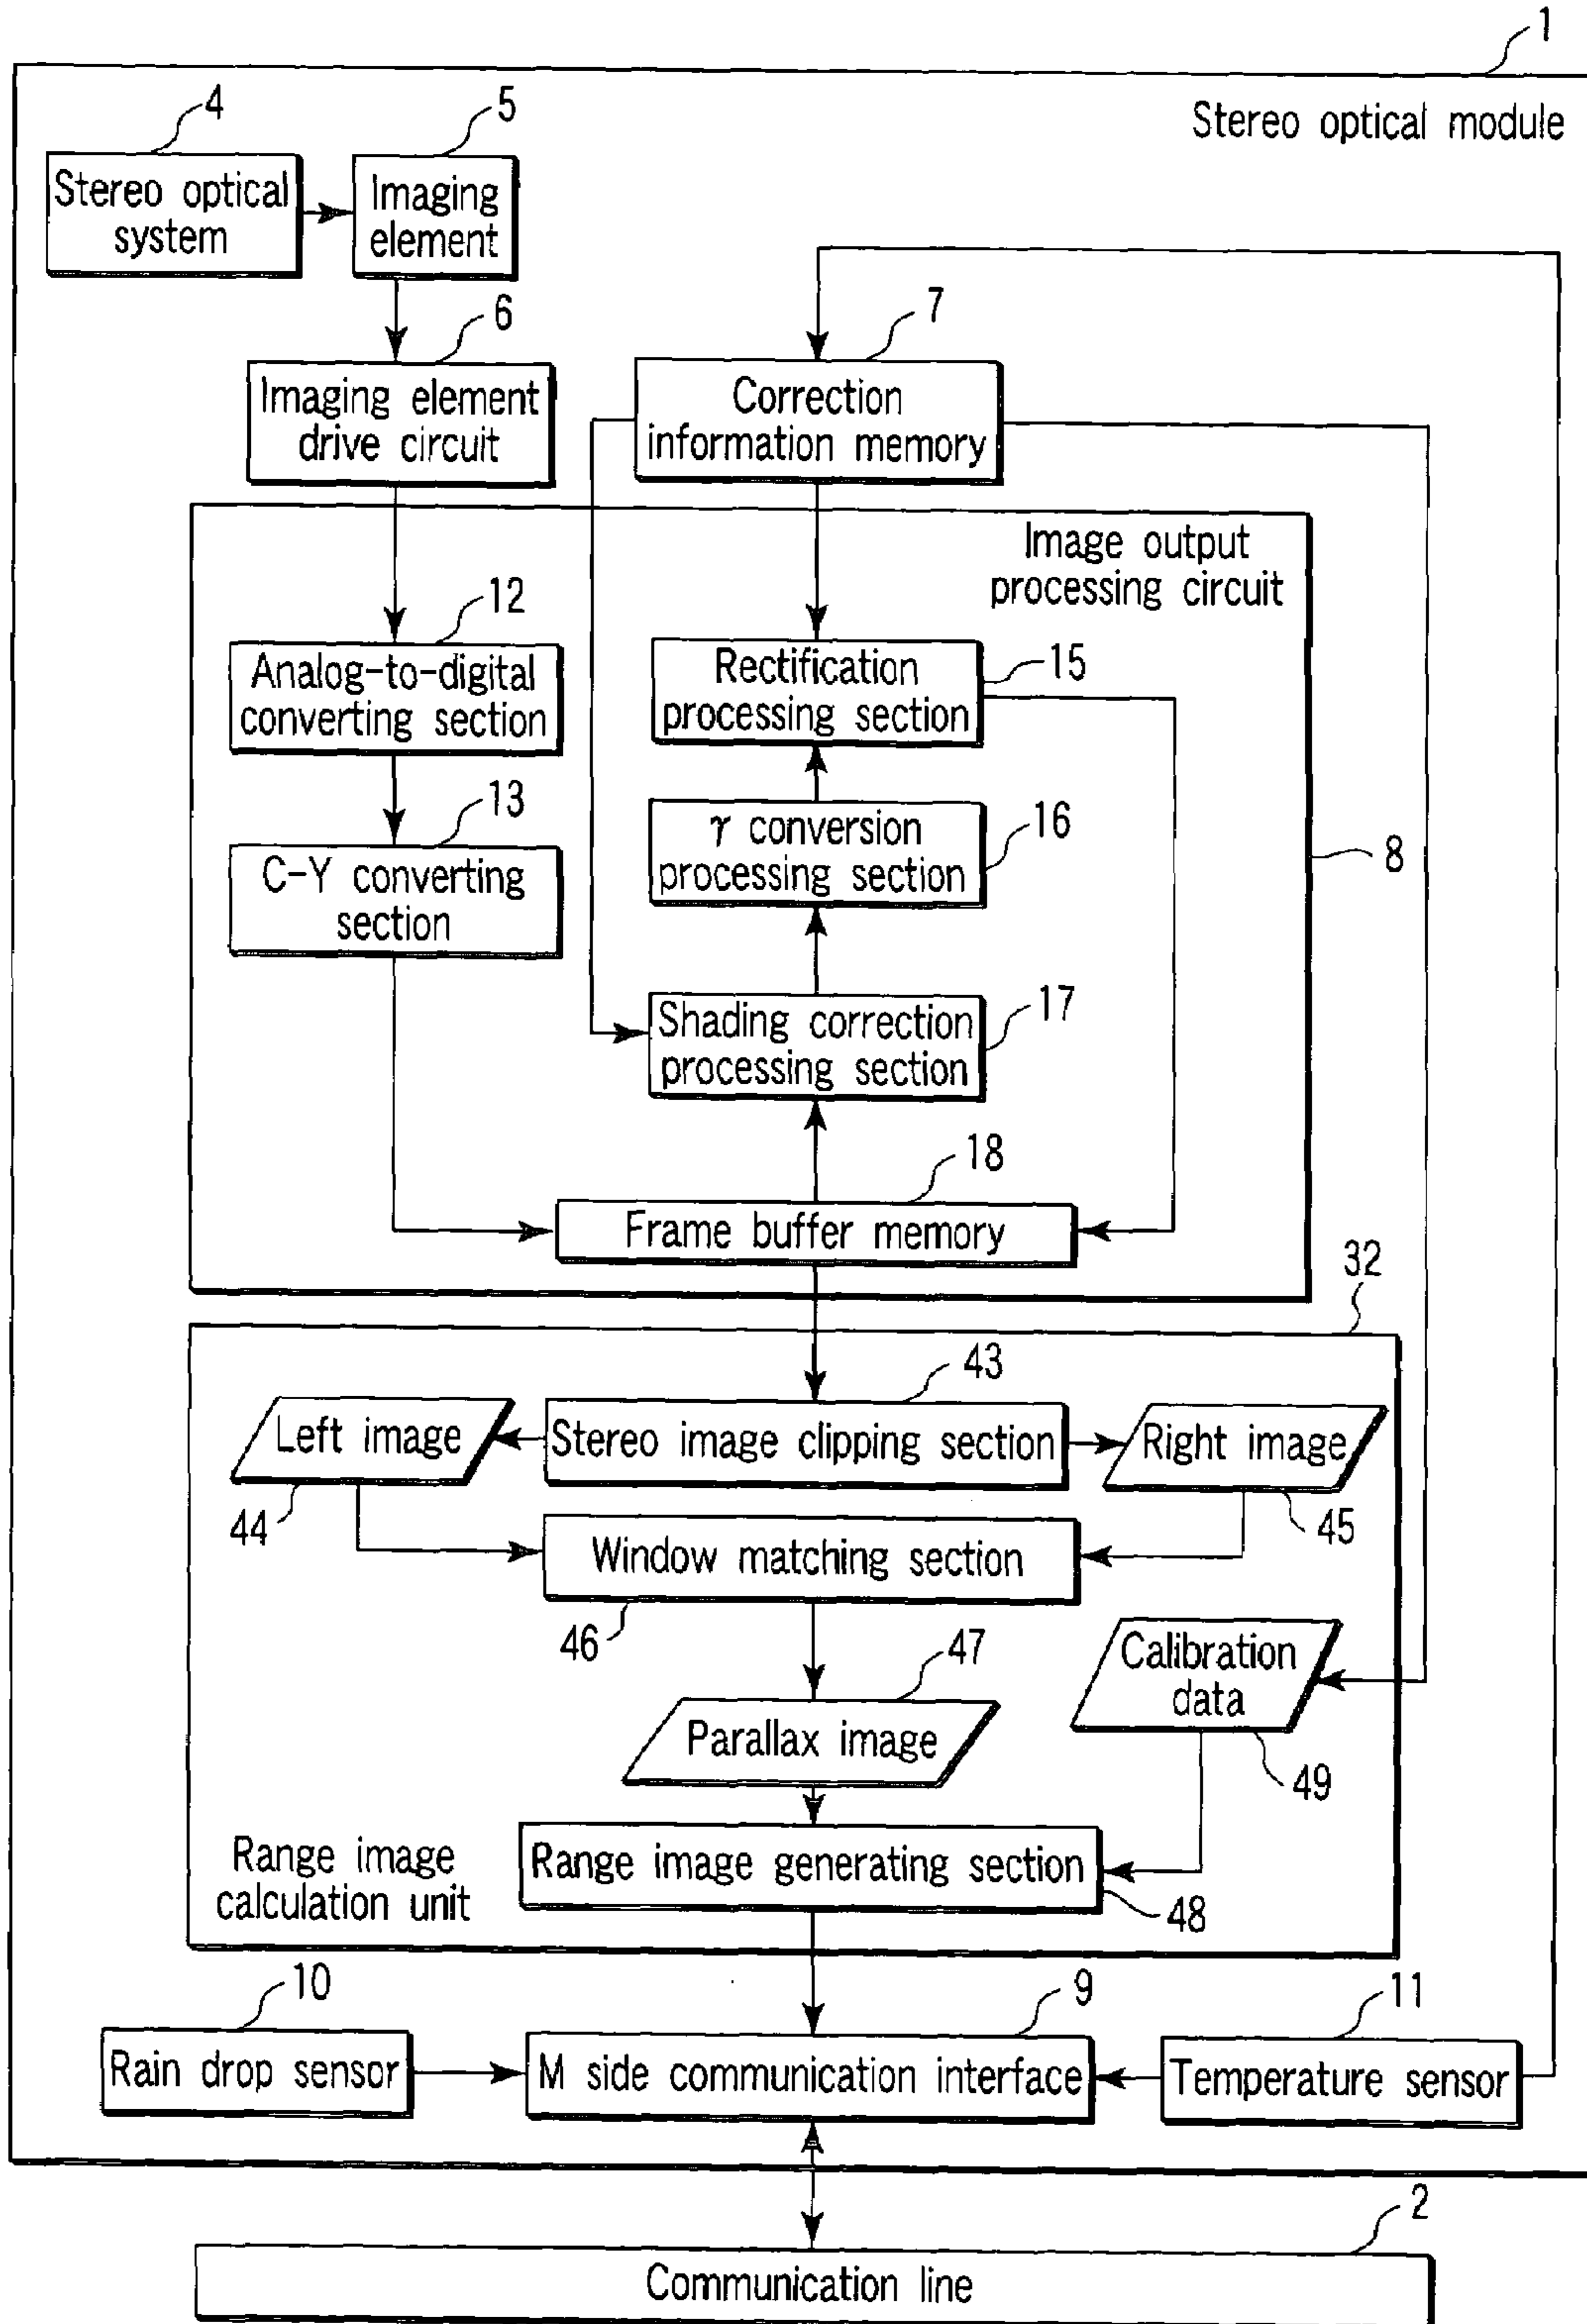 1
Stereo optical module
4
5
Stereo optical
system
Imaging
element
6
7
Imaging element
drive circuit
Correction
information memory
Image output
processing circuit
12
Analog-to-digital
converting section
Rectification
processing section
15
13
C-Y converting
section
γ conversion
processing section
16
8
Shading correction
processing section
17
18
Frame buffer memory
32
43
Left image
Stereo image clipping section
Right image
44
45
Window matching section
46
47
Calibration
data
Parallax image
49
Range image
calculation unit
Range image generating section
48
10
9
11
Rain drop sensor
M side communication interface
Temperature sensor
2
Communication line